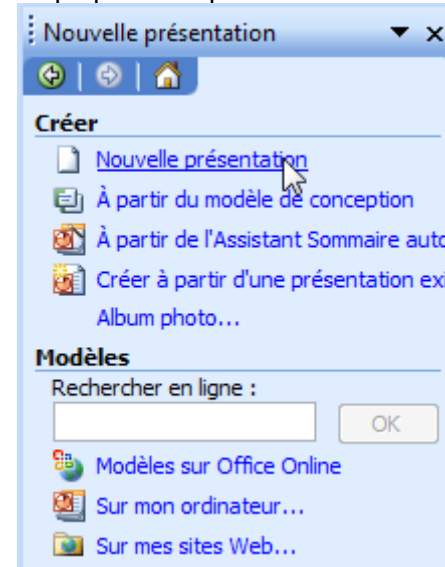 Nouvelle présentation
Créer
Nouvelle présentation
À partir du modèle de conception
À partir de l'Assistant Sommaire auto
Créer à partir d'une présentation exi
Album photo...
Modèles
Rechercher en ligne :
OK
Modèles sur Office Online
Sur mon ordinateur...
Sur mes sites Web...